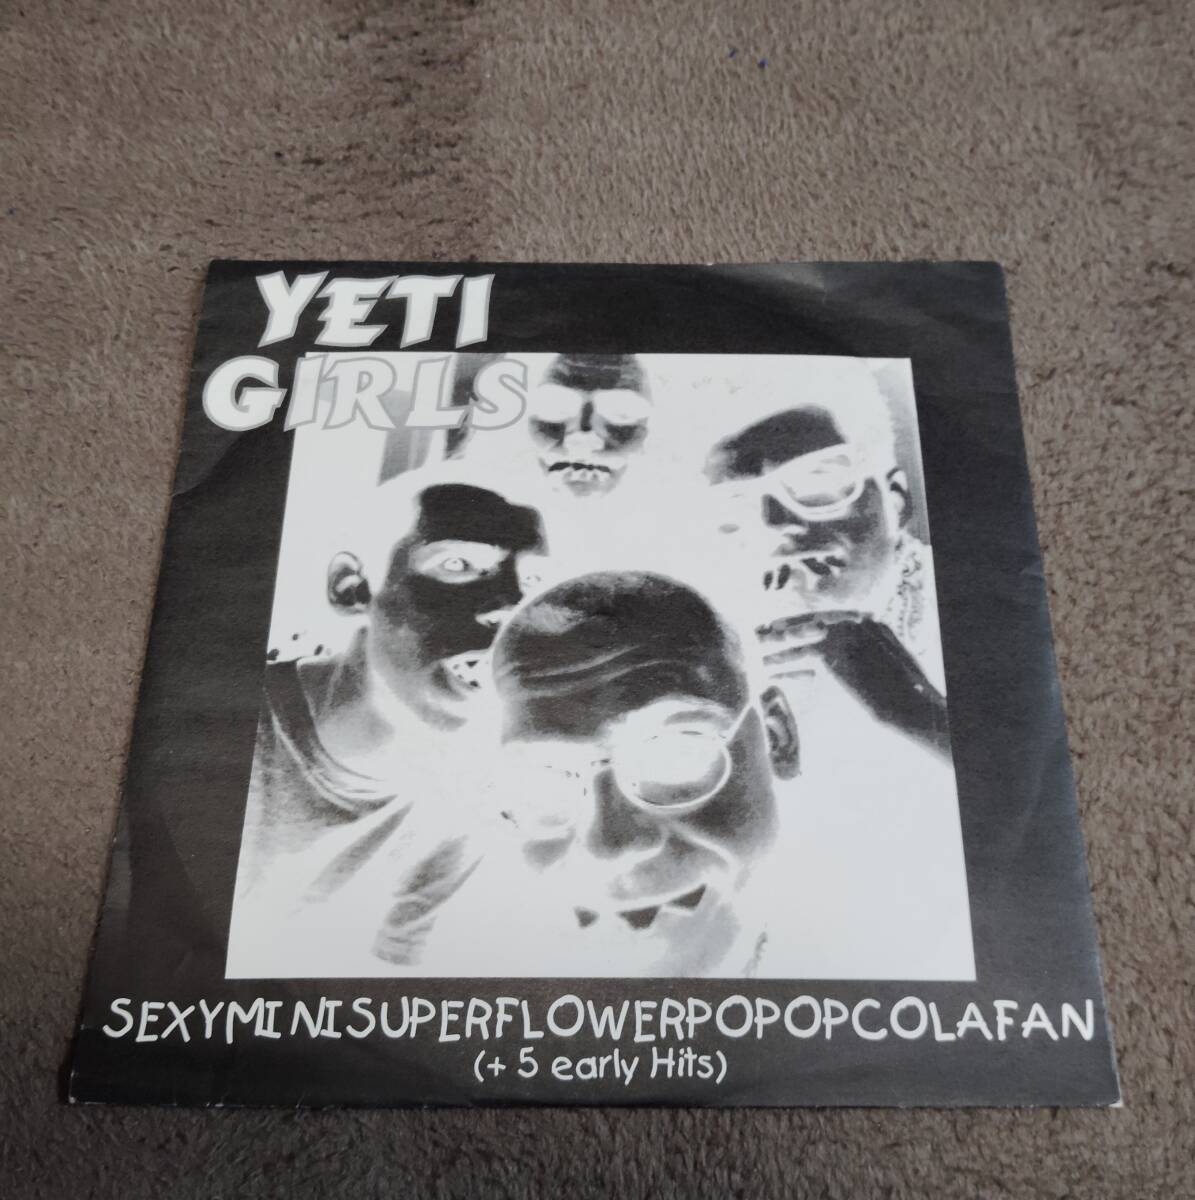 YETI
GIRLS
SEXYMINISUPERFLOWERPOPOPCOLAFAN
(+ 5 early Hits)